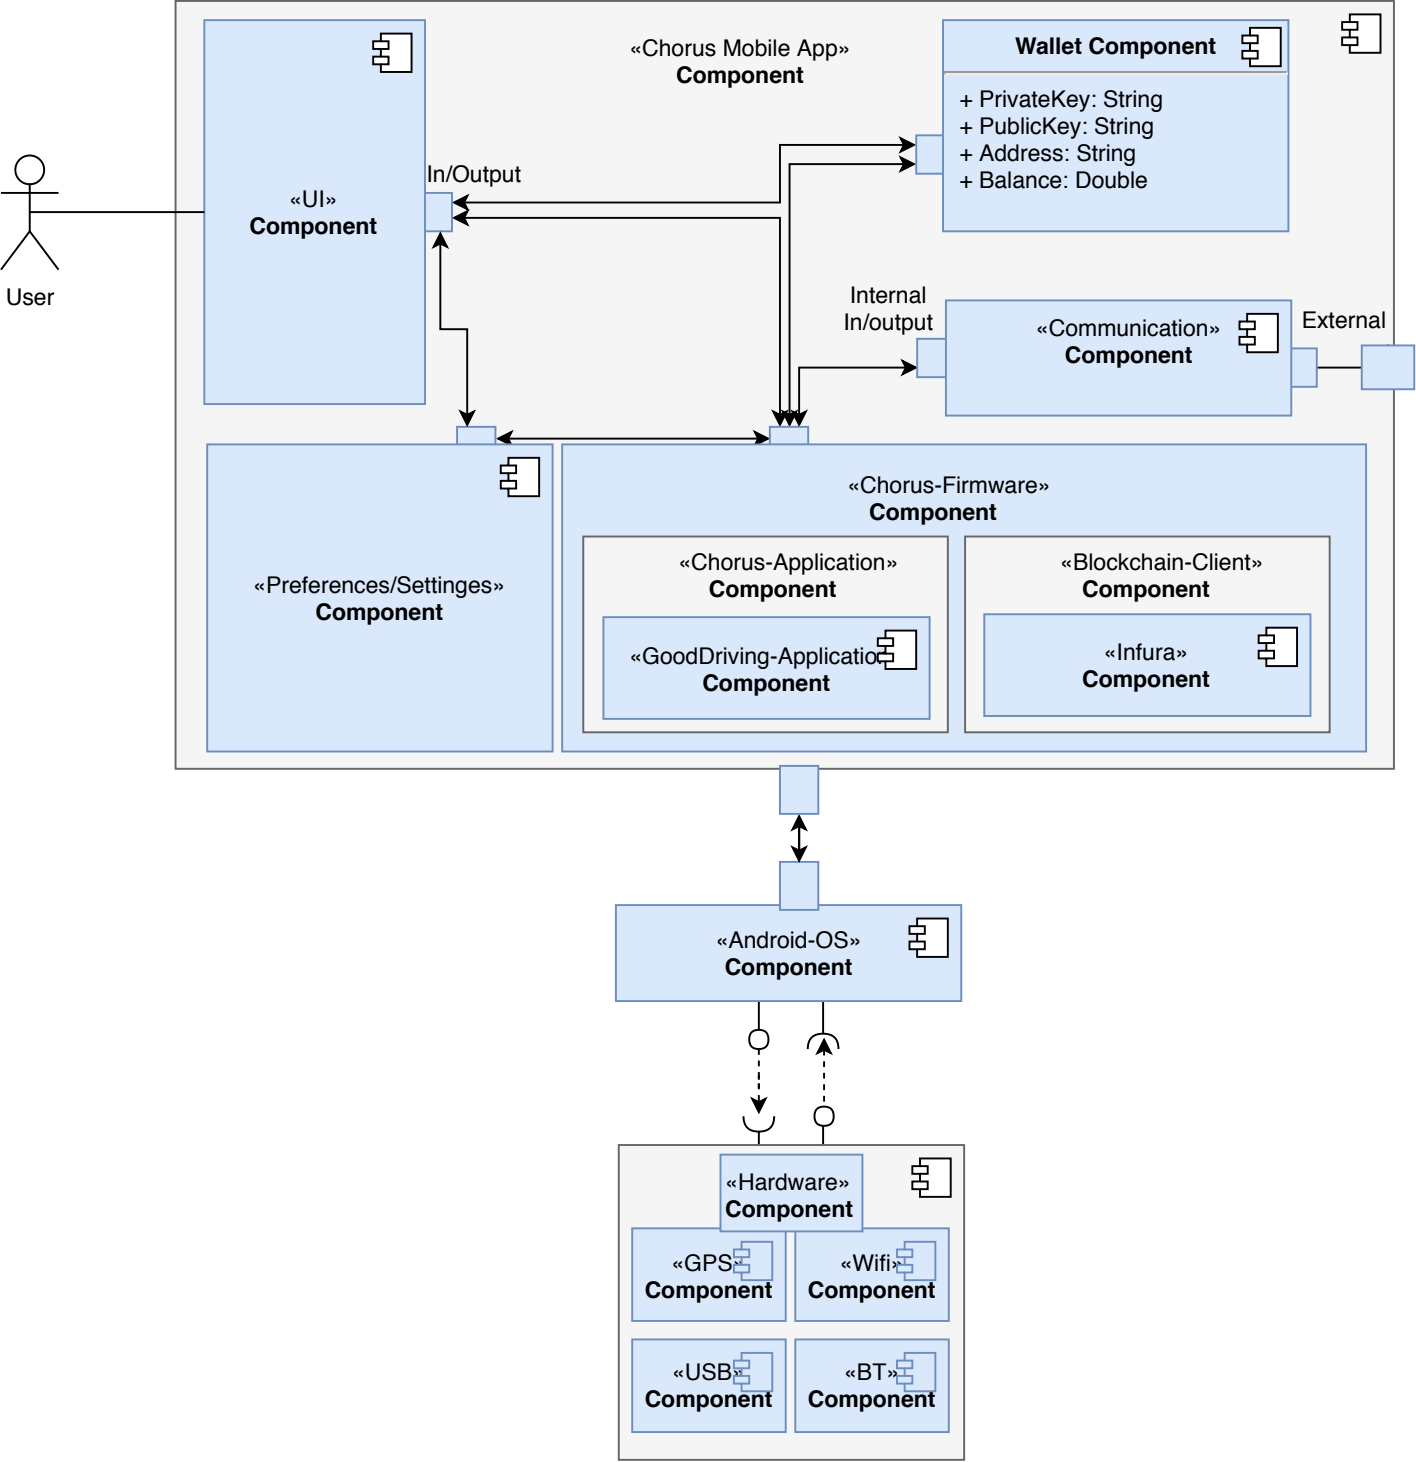 «Chorus Mobile App»
Component
Wallet Component
+ PrivateKey: String
+ PublicKey: String
+ Address: String
+ Balance: Double
In/Output
«UI»
Component
User
Internal
In/output
«Communication»
Component
External
«Chorus-Firmware»
Component
«Preferences/Settinges»
Component
«Chorus-Application»
Component
«Blockchain-Client»
Component
«GoodDriving-Application
Component
«Infura»
Component
«Android-OS»
Component
«Hardware»
Component
«GPS»
Component
«Wifi»
Component
«USB»
Component
«BT»
Component